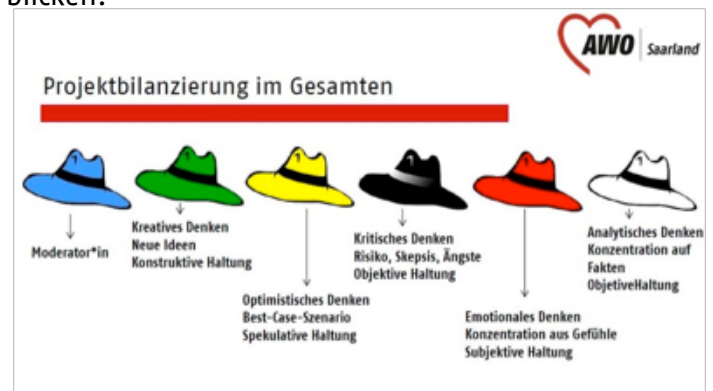 blicken.
AWO Saarland
Projektbilanzierung im Gesamten
Moderator*in
Kreatives Denken
Neue Ideen
Konstruktive Haltung
Optimistisches Denken
Best-Case-Szenario
Spekulative Haltung
Kritisches Denken
Risiko, Skepsis, Ängste
Objektive Haltung
Emotionales Denken
Konzentration aus Gefühle
Subjektive Haltung
Analytisches Denken
Konzentration auf
Fakten
ObjetiveHaltung